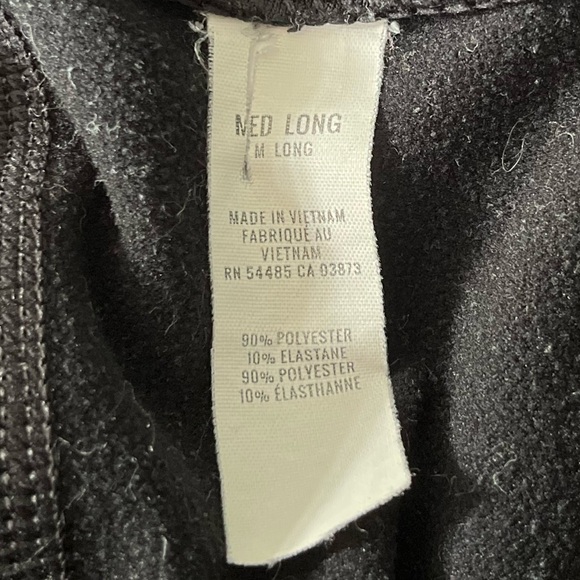 MED LONG
M LONG
MADE IN VIETNAM
FABRIQUE AU
VIETNAM
RN 54485 CA 03873
90% POLYESTER
10% ELASTANE
90% POLYESTER
10% ÉLASTHANNE